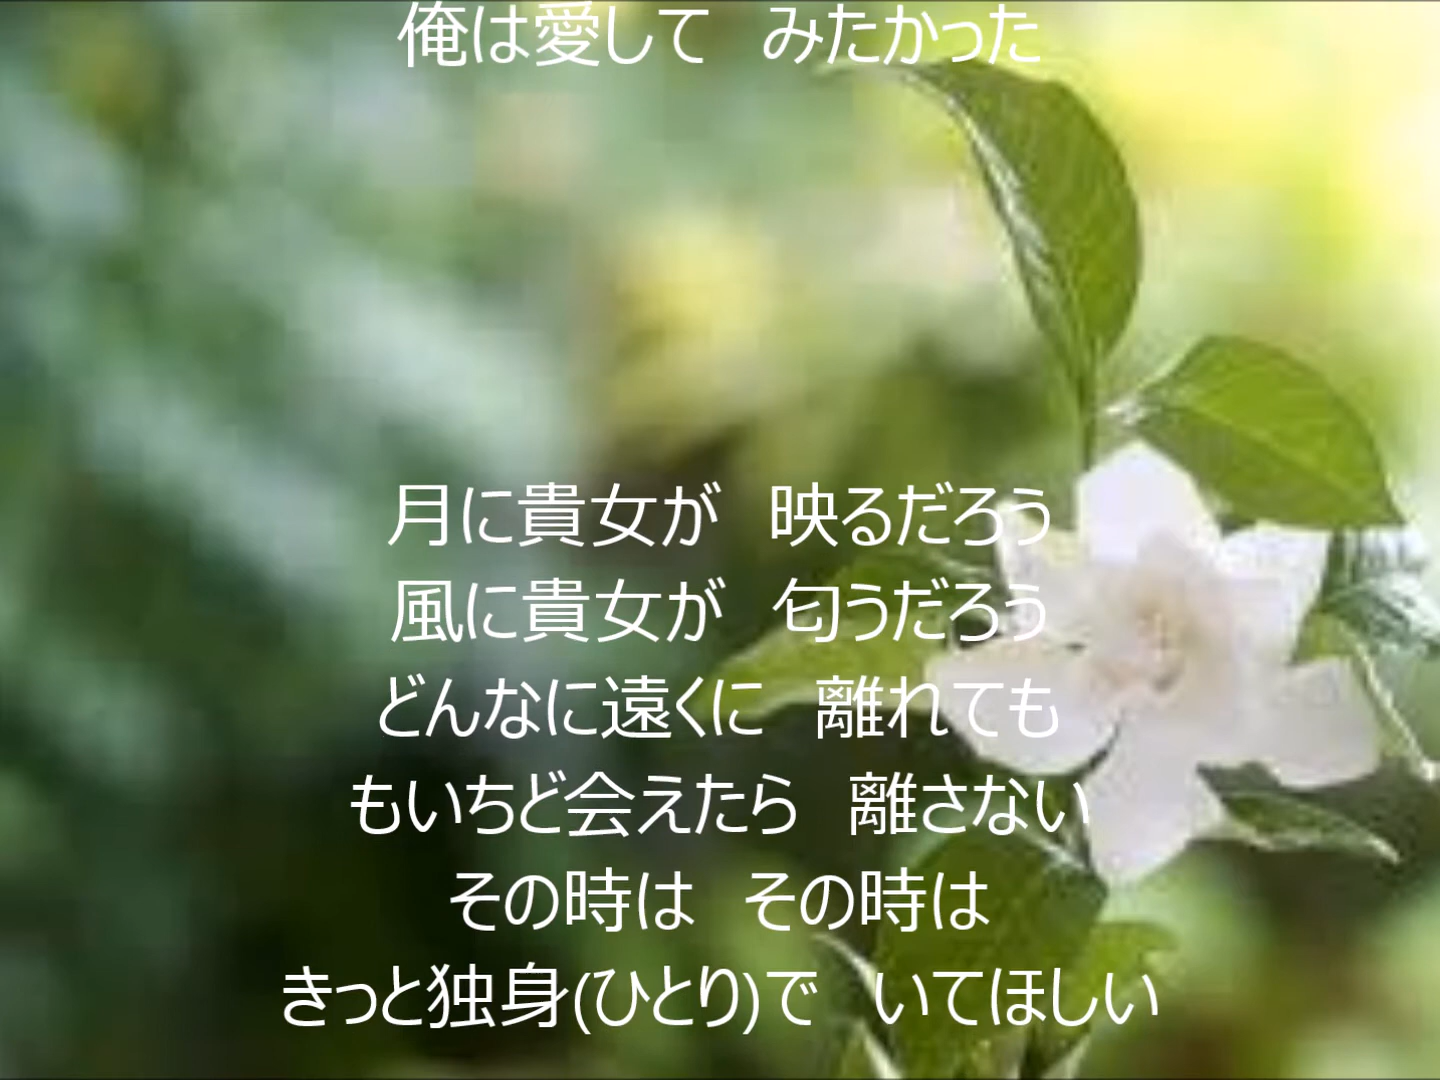 俺は愛して　みたかった
月に貴女が　映るだろう
風に貴女が　匂うだろう
どんなに遠くに　離れても
もいちど会えたら　離さない
その時は　その時は
きっと独身(ひとり)で　いてほしい